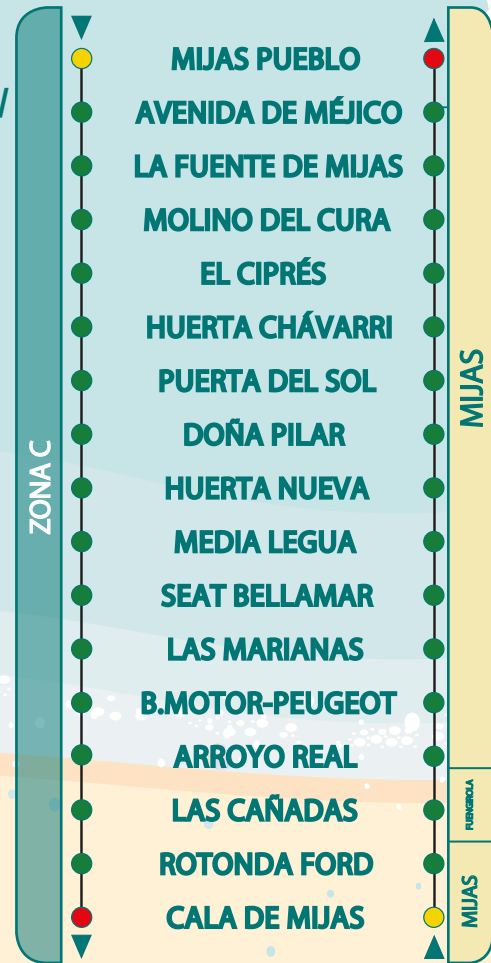 MIJAS PUEBLO
AVENIDA DE MÉJICO
LA FUENTE DE MIJAS
MOLINO DEL CURA
EL CIPRÉS
HUERTA CHÁVARRI
PUERTA DEL SOL
DOÑA PILAR
HUERTA NUEVA
MEDIA LEGUA
SEAT BELLAMAR
LAS MARIANAS
B.MOTOR-PEUGEOT
ARROYO REAL
LAS CAÑADAS
ROTONDA FORD
CALA DE MIJAS
ZONA C
MIJAS
FUENGIROLA
MIJAS